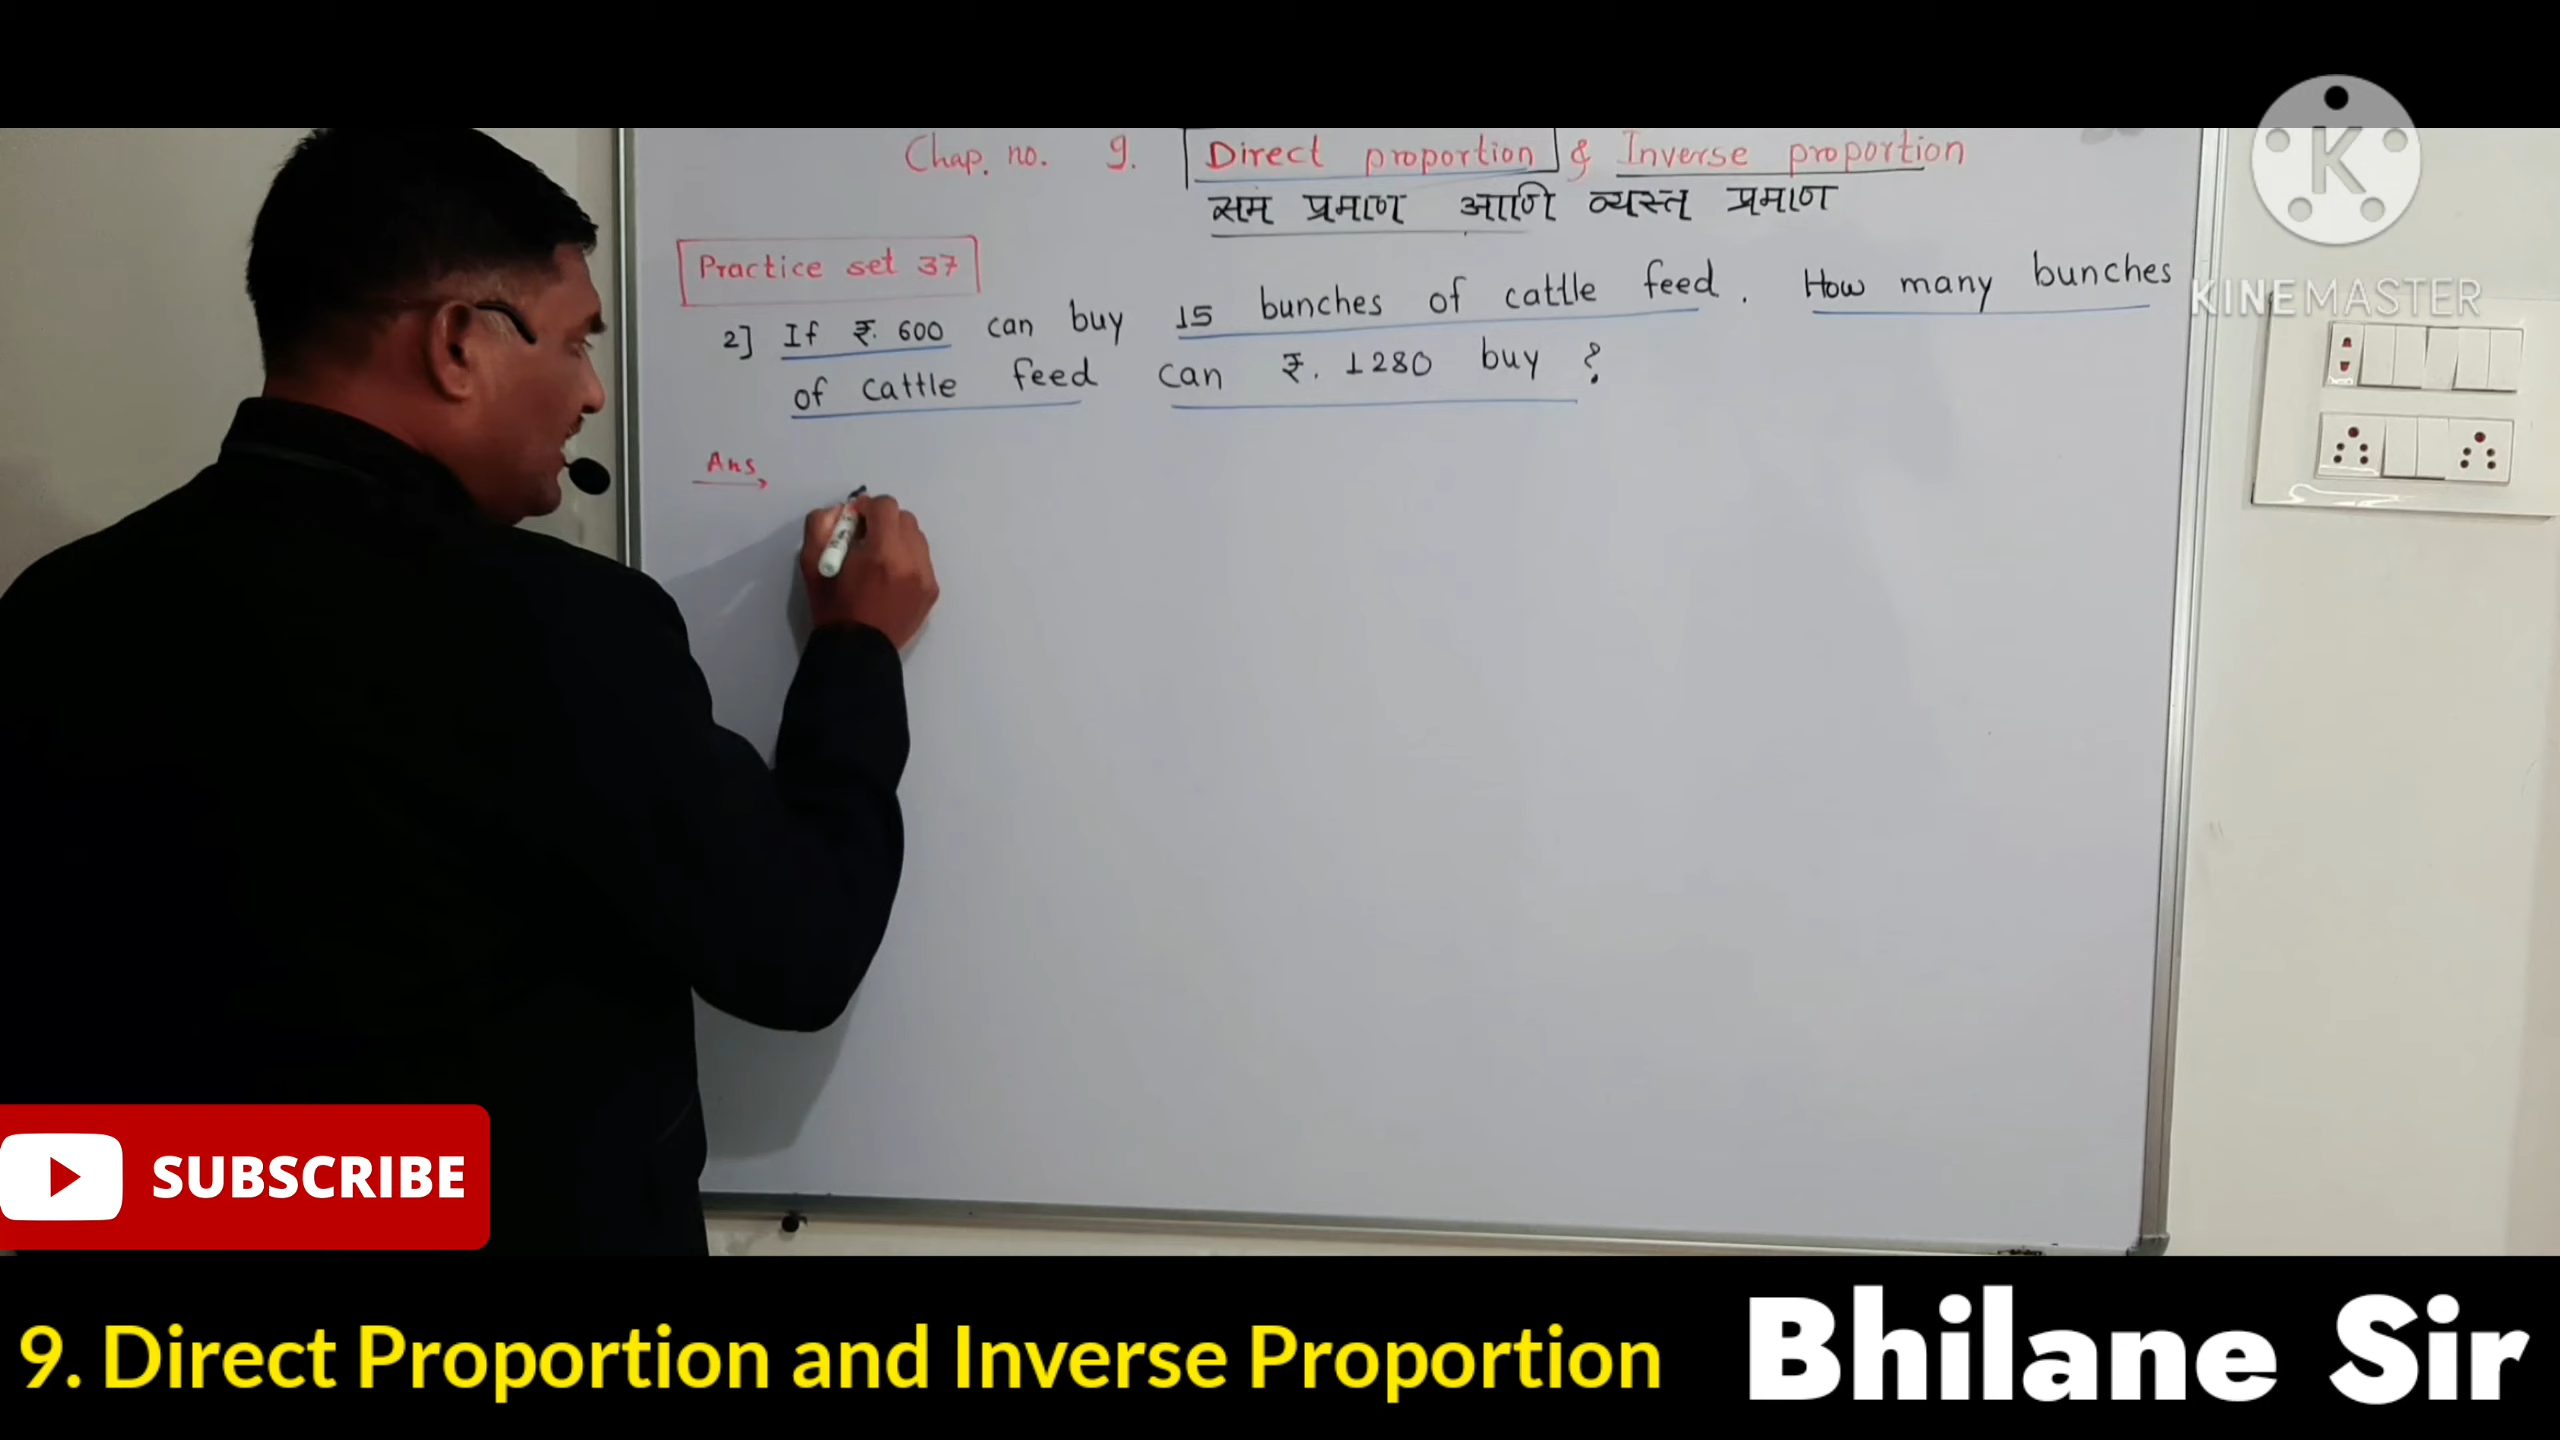 Chap. no. 9. Direct proportion & Inverse proportion
सम प्रमाण आणि व्यस्त प्रमाण
Practice set 37
2] If ₹. 600 can buy 15 bunches of cattle feed. How many bunches
of cattle feed can ₹. 1280 buy ?
Ans
K
KINEMASTER
SUBSCRIBE
9. Direct Proportion and Inverse Proportion Bhilane Sir